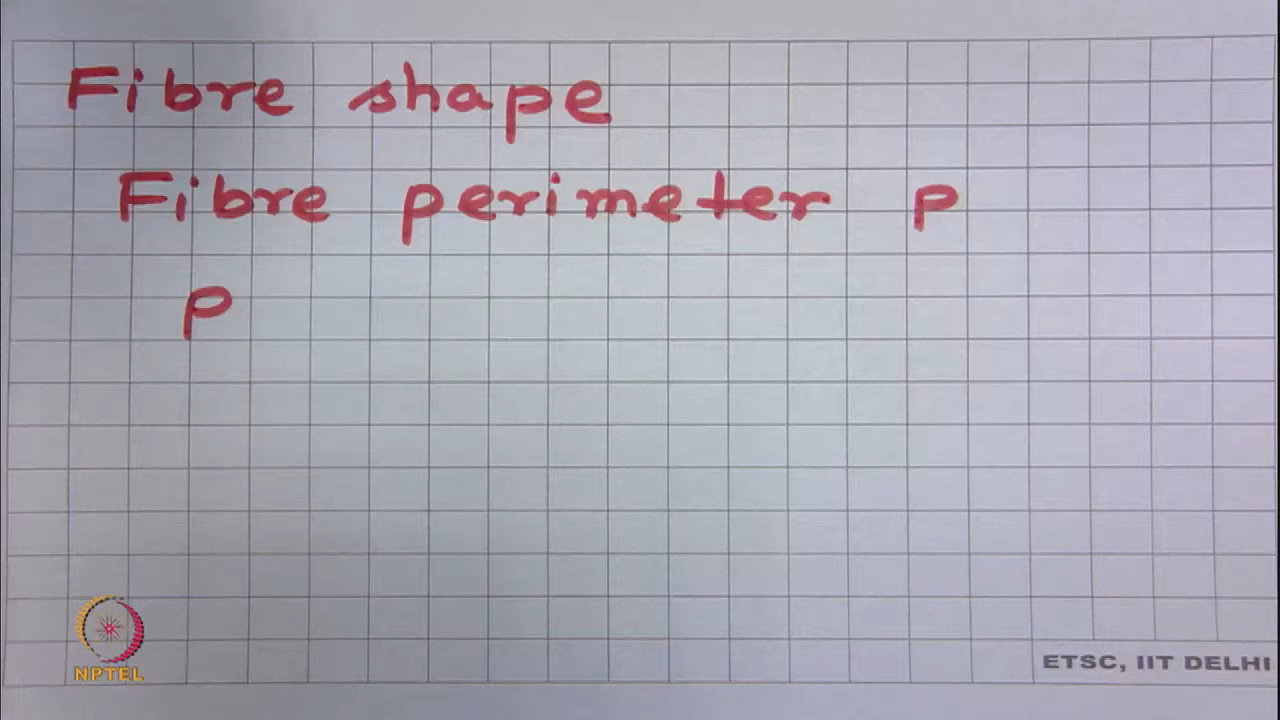 Fibre shape
Fibre perimeter p
p
NPTEL
ETSC, IIT DELHI